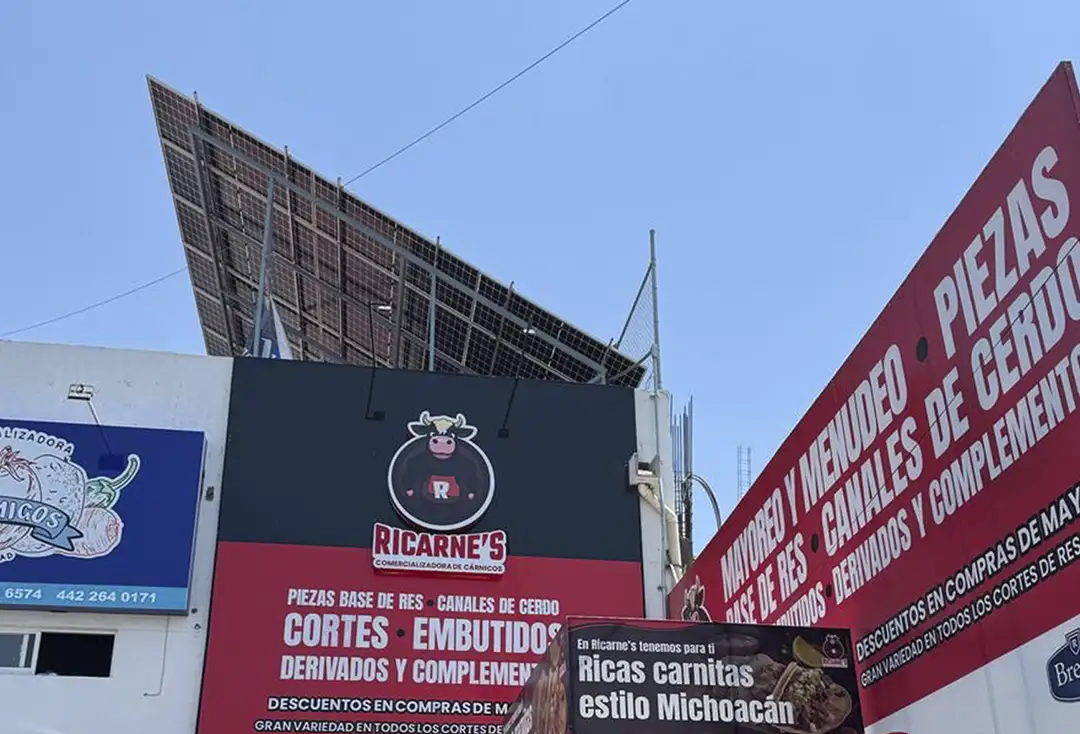 AMIGOS
6574   442 264 0171
R
RICARNE'S
COMERCIALIZADORA DE CÁRNICOS
PIEZAS BASE DE RES • CANALES DE CERDO
CORTES • EMBUTIDOS
DERIVADOS Y COMPLEMEN
DESCUENTOS EN COMPRAS DE MA
GRAN VARIEDAD EN TODOS LOS CORTES DE
En Ricarne's tenemos para ti
Ricas carnitas
estilo Michoacán
MAYOREO Y MENUDEO • PIEZAS
BASE DE RES • CANALES DE CERDO
DERIVADOS Y COMPLEMENTO
DESCUENTOS EN COMPRAS DE MAY
GRAN VARIEDAD EN TODOS LOS CORTES DE RES
Bre